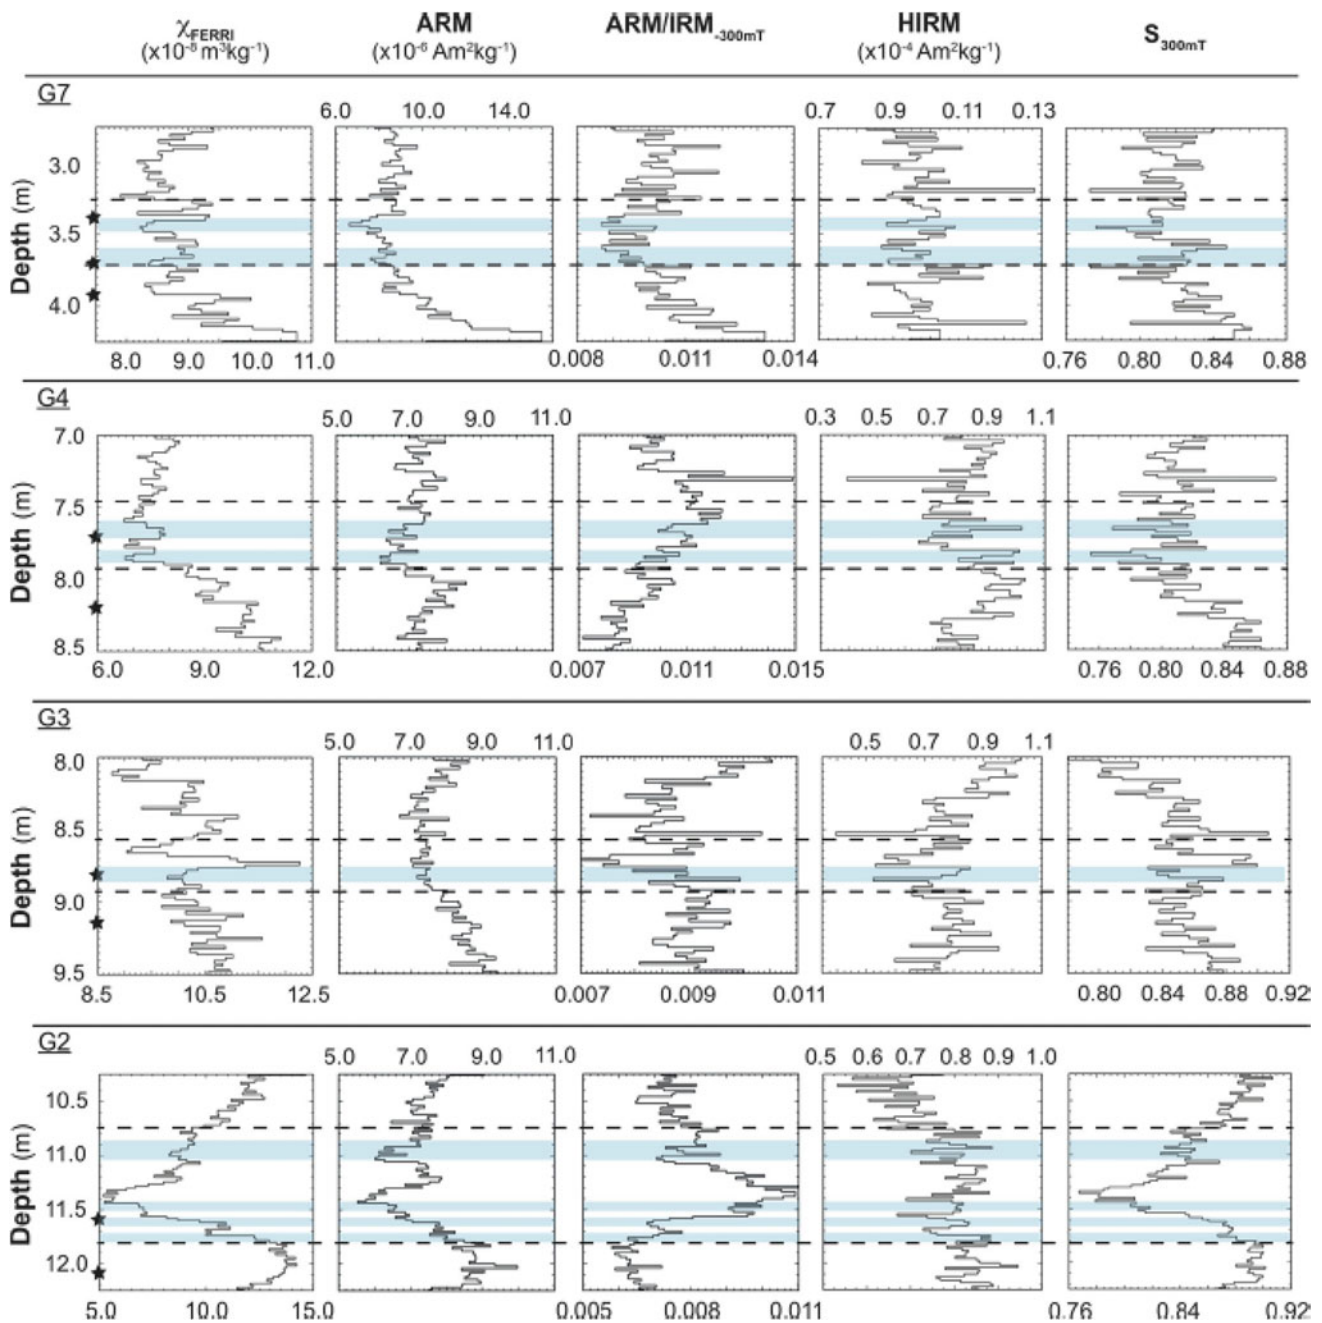 χFERRI ARM ARM/IRM-300mT HIRM S300mT
(x10-8 m3kg-1) (x10-6 Am2kg-1) (x10-4 Am2kg-1)
G7
6.0 10.0 14.0 0.7 0.9 0.11 0.13
Depth (m)
3.0
3.5
4.0
8.0 9.0 10.0 11.0 0.008 0.011 0.014 0.76 0.80 0.84 0.88
G4
5.0 7.0 9.0 11.0 0.3 0.5 0.7 0.9 1.1
Depth (m)
7.0
7.5
8.0
8.5
6.0 9.0 12.0 0.007 0.011 0.015 0.76 0.80 0.84 0.88
G3
5.0 7.0 9.0 11.0 0.5 0.7 0.9 1.1
Depth (m)
8.0
8.5
9.0
9.5
8.5 10.5 12.5 0.007 0.009 0.011 0.80 0.84 0.88 0.92
G2
5.0 7.0 9.0 11.0 0.5 0.6 0.7 0.8 0.9 1.0
Depth (m)
10.5
11.0
11.5
12.0
5.0 10.0 15.0 0.005 0.008 0.011 0.76 0.84 0.92